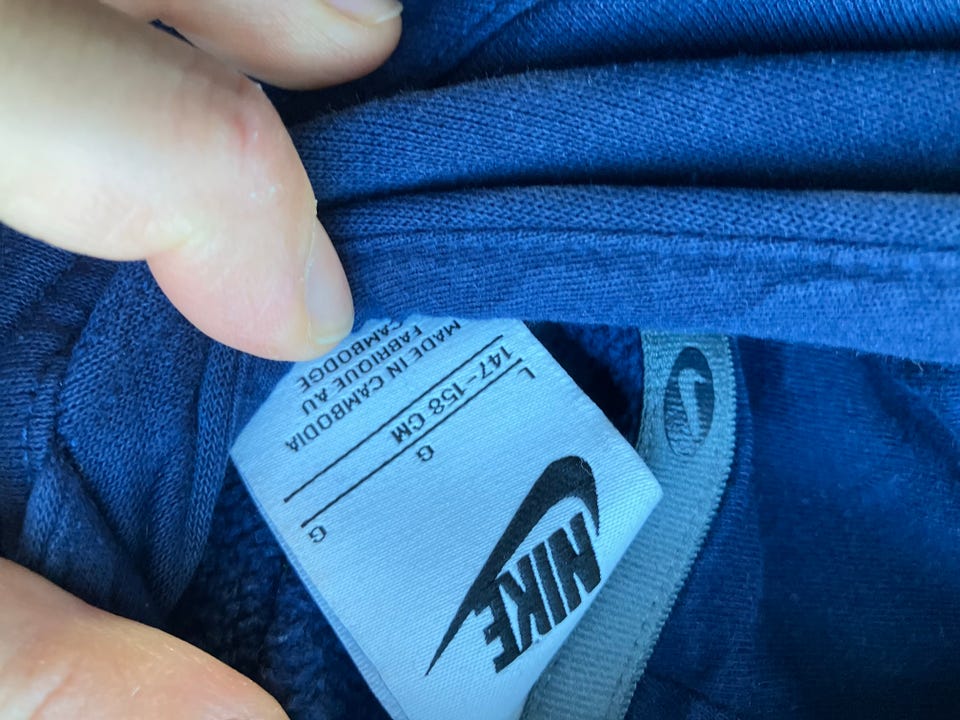 NIKE
L G G
147-158 CM
MADE IN CAMBODIA
FABRIQUE AU
CAMBODGE